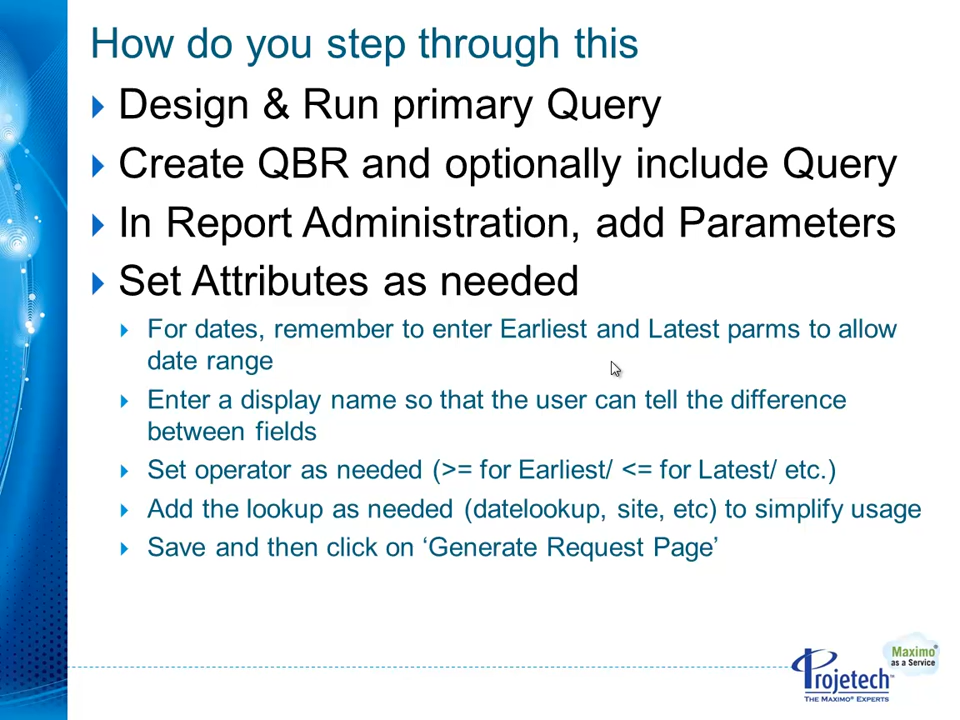 How do you step through this
Design & Run primary Query
Create QBR and optionally include Query
In Report Administration, add Parameters
Set Attributes as needed
For dates, remember to enter Earliest and Latest parms to allow
date range
Enter a display name so that the user can tell the difference
between fields
Set operator as needed (>= for Earliest/ <= for Latest/ etc.)
Add the lookup as needed (datelookup, site, etc) to simplify usage
Save and then click on ‘Generate Request Page’
Projetech™
THE MAXIMO® EXPERTS
Maximo®
as a Service